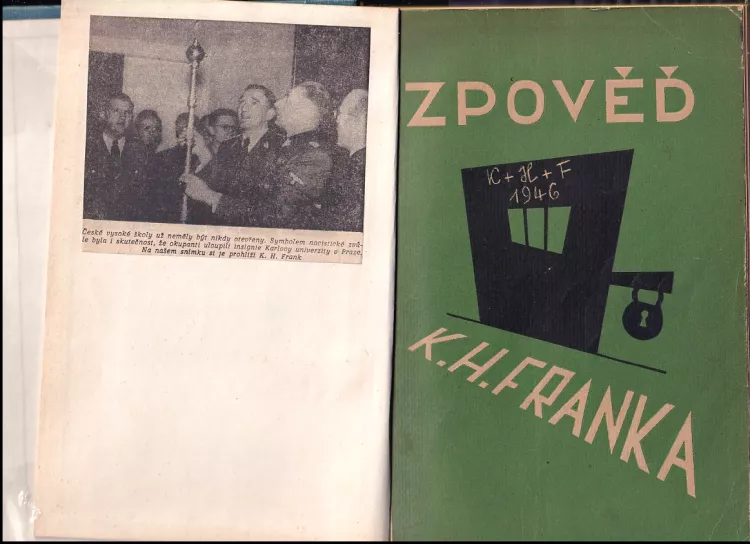 České vysoké školy už neměly být nikdy otevřeny. Symbolem nacistické zvů-
le byla i skutečnost, že okupanti uloupili insignie Karlovy university v Praze.
Na našem snímku si je prohlíží K. H. Frank
ZPOVĚĎ
K + H + F
1946
K.H.FRANKA